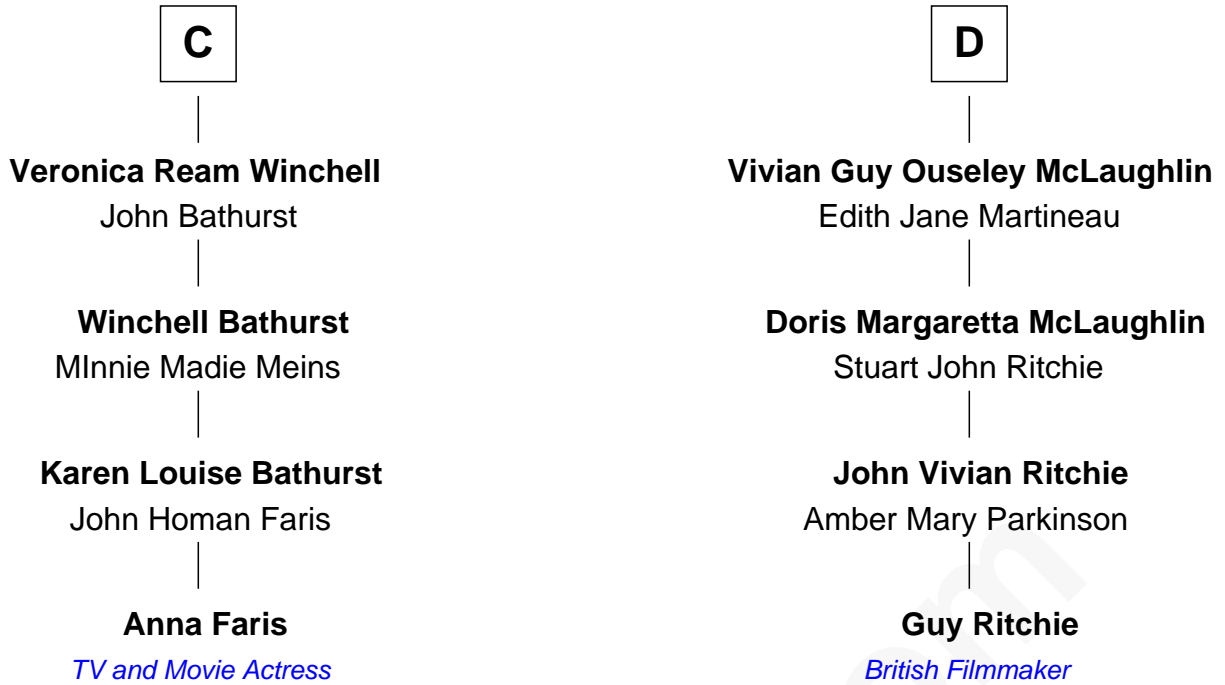 C
Veronica Ream Winchell
John Bathurst
Winchell Bathurst
MInnie Madie Meins
Karen Louise Bathurst
John Homan Faris
Anna Faris
TV and Movie Actress
D
Vivian Guy Ouseley McLaughlin
Edith Jane Martineau
Doris Margaretta McLaughlin
Stuart John Ritchie
John Vivian Ritchie
Amber Mary Parkinson
Guy Ritchie
British Filmmaker